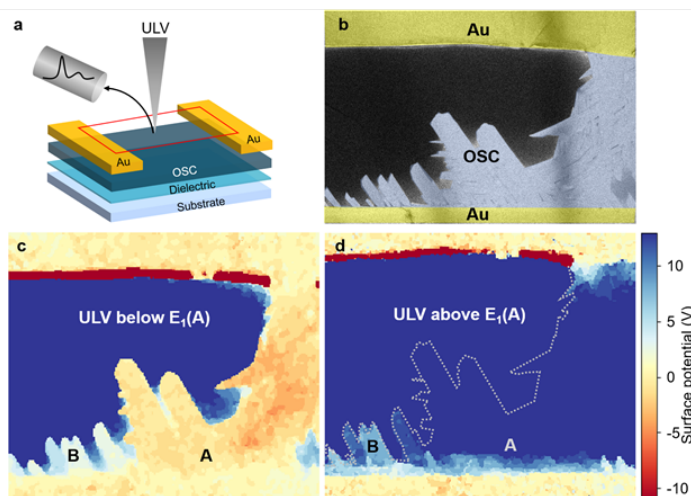 a
ULV
Au
Au
OSC
Dielectric
Substrate
b
Au
OSC
Au
c
ULV below E₁(A)
B
A
d
ULV above E₁(A)
B
A
10
5
0
-5
-10
Surface potential (V)